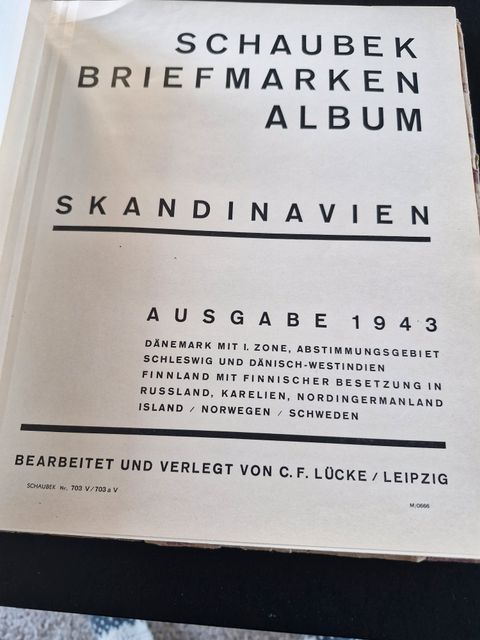 SCHAUBEK
BRIEFMARKEN
ALBUM
SKANDINAVIEN
AUSGABE 1943
DÄNEMARK MIT I. ZONE, ABSTIMMUNGSGEBIET
SCHLESWIG UND DÄNISCH-WESTINDIEN
FINNLAND MIT FINNISCHER BESETZUNG IN
RUSSLAND, KARELIEN, NORDINGERMANLAND
ISLAND / NORWEGEN / SCHWEDEN
BEARBEITET UND VERLEGT VON C. F. LÜCKE / LEIPZIG
SCHAUBEK Nr. 703 V/703 a V
M/0666